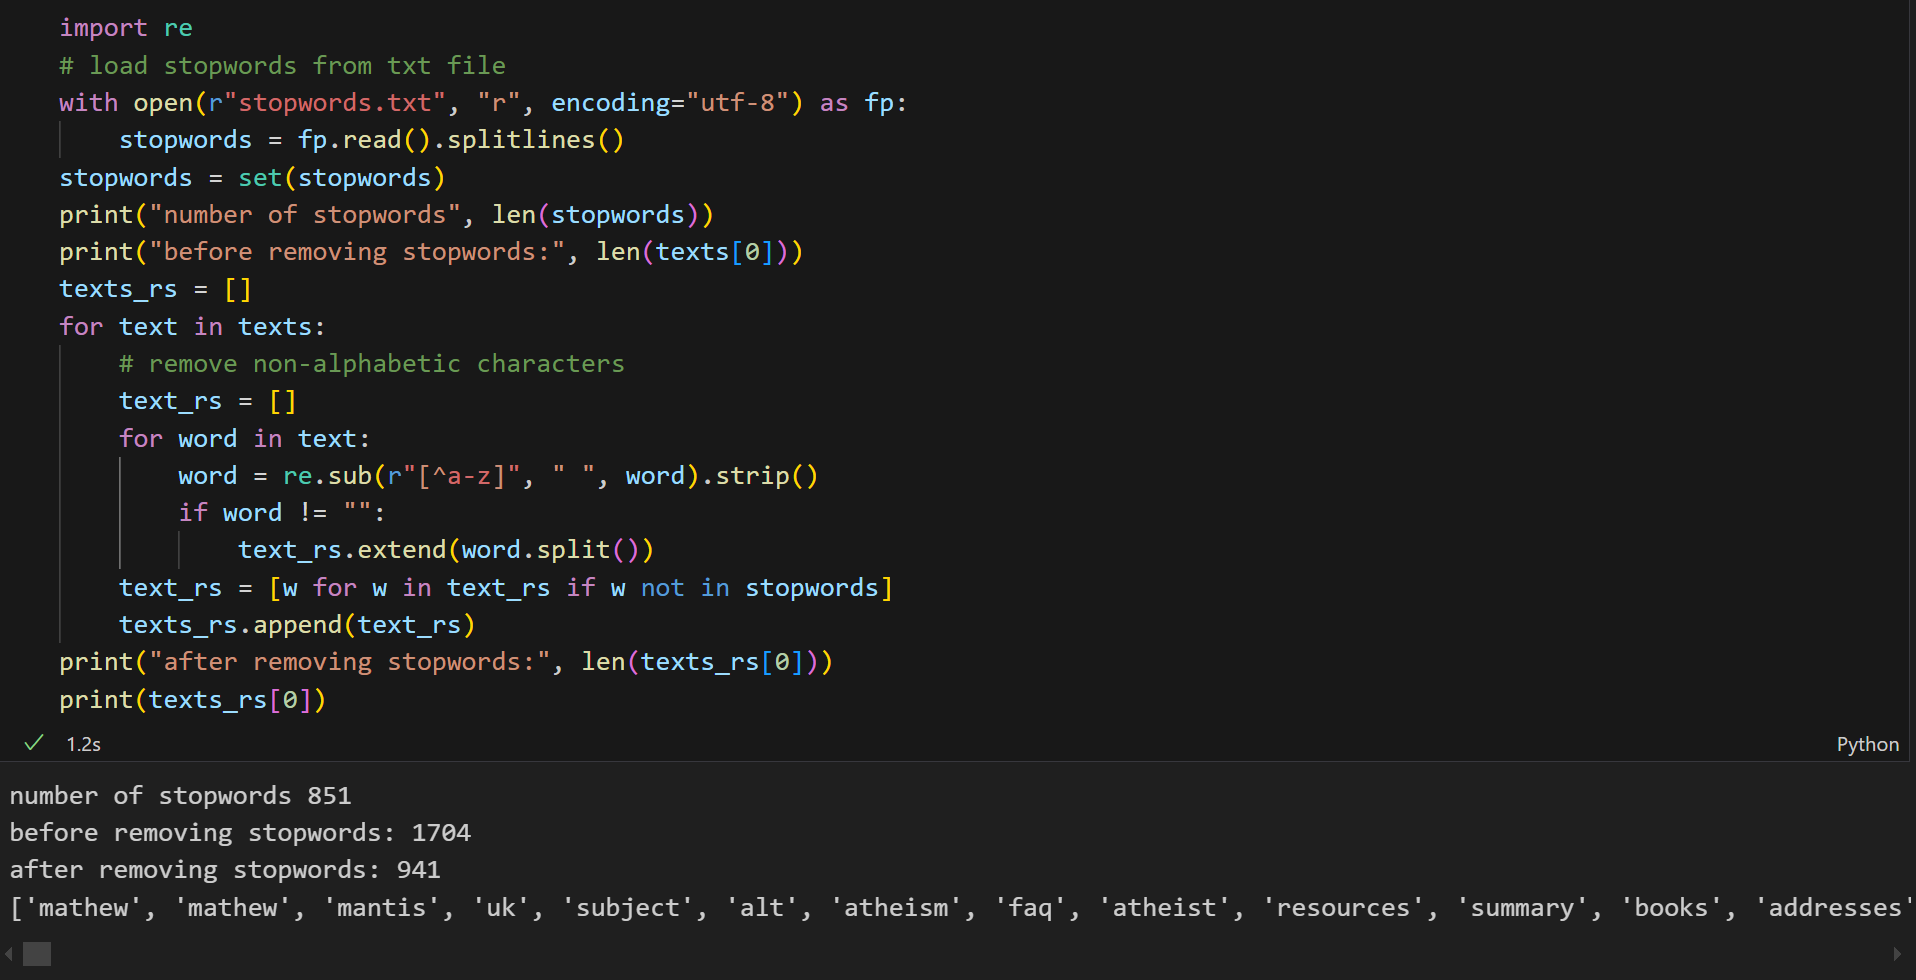 import re
# load stopwords from txt file
with open(r"stopwords.txt", "r", encoding="utf-8") as fp:
    stopwords = fp.read().splitlines()
stopwords = set(stopwords)
print("number of stopwords", len(stopwords))
print("before removing stopwords:", len(texts[0]))
texts_rs = []
for text in texts:
    # remove non-alphabetic characters
    text_rs = []
    for word in text:
        word = re.sub(r"[^a-z]", " ", word).strip()
        if word != "":
            text_rs.extend(word.split())
    text_rs = [w for w in text_rs if w not in stopwords]
    texts_rs.append(text_rs)
print("after removing stopwords:", len(texts_rs[0]))
print(texts_rs[0])
1.2s
Python
number of stopwords 851
before removing stopwords: 1704
after removing stopwords: 941
['mathew', 'mathew', 'mantis', 'uk', 'subject', 'alt', 'atheism', 'faq', 'atheist', 'resources', 'summary', 'books', 'addresses'